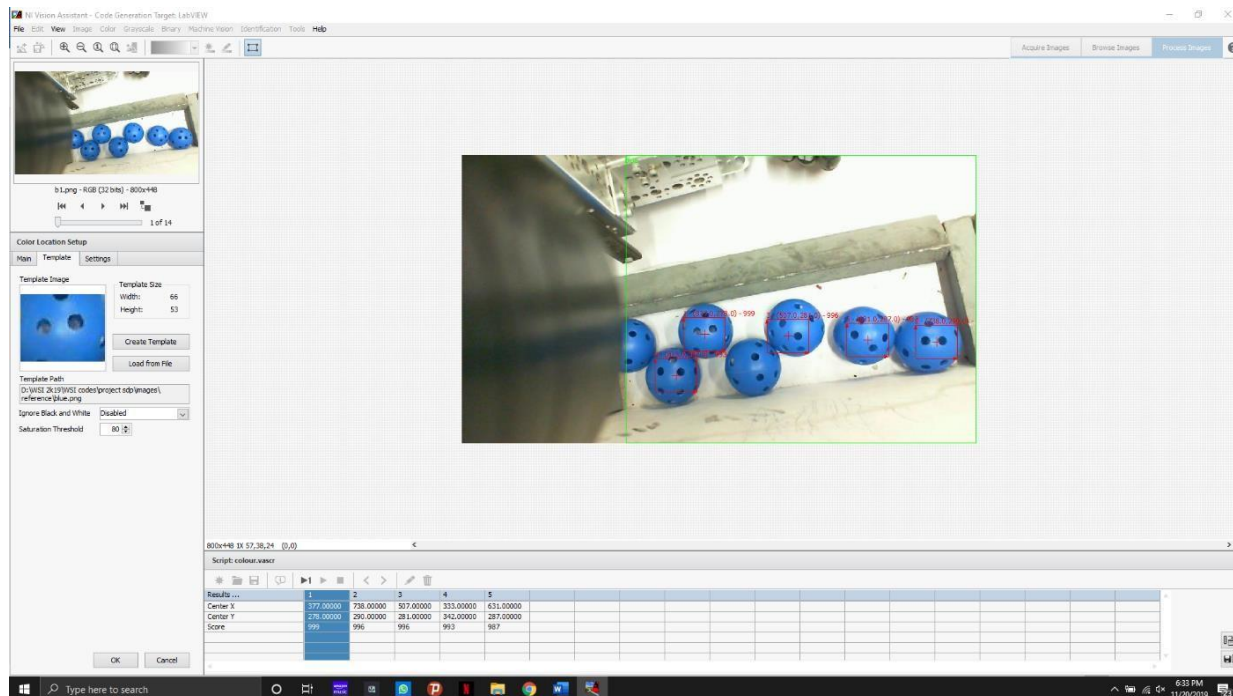 NI Vision Assistant - Code Generation Target: LabVIEW
File Edit View Image Color Grayscale Binary Machine Vision Identification Tools Help
Acquire Images Browse Images Process Images
b1.png - RGB (32 bits) - 800x448
1 of 14
Color Location Setup
Main Template Settings
Template Image
Template Size
Width: 66
Height: 53
Create Template
Load from File
Template Path
D:\WSI 2k19\WSI codes\project sdp\images\
reference\blue.png
Ignore Black and White Disabled
Saturation Threshold 80
OK Cancel
- 999
- 996
800x448 1X 57,38,24 (0,0)
Script: colour.vascr
Results ... 1 2 3 4 5
Center X 377.00000 738.00000 507.00000 333.00000 631.00000
Center Y 278.00000 290.00000 281.00000 342.00000 287.00000
Score 999 996 996 993 987
Type here to search
6:33 PM
11/20/2019